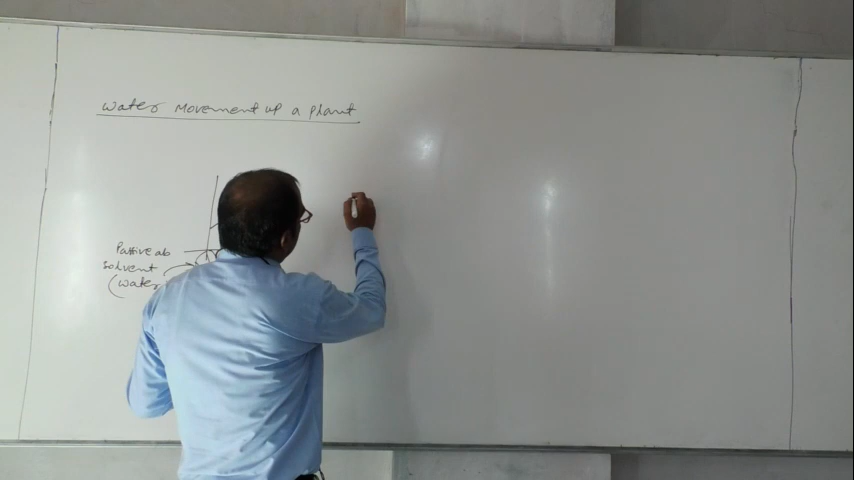 water movement up a plant
Passive ab
solvent
(water